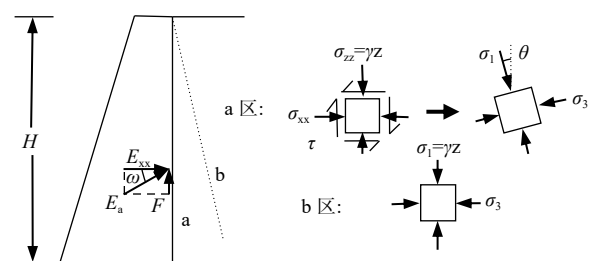 H
E_xx
ω
E_a
F
a
b
a 区:
σ_zz=γz
σ_xx
τ
σ_1
θ
σ_3
b 区:
σ_1=γz
σ_3